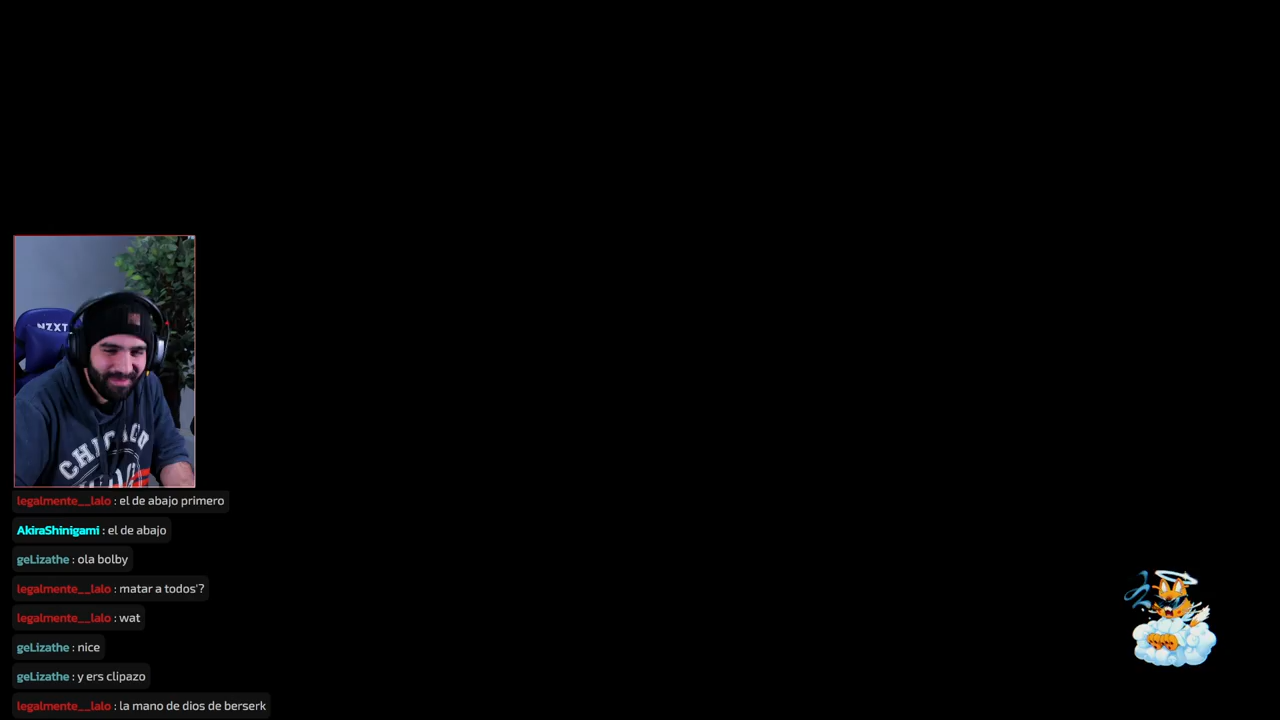 NZXT
CHICAGO
legalmente__lalo : el de abajo primero
AkiraShinigami : el de abajo
geLizathe : ola bolby
legalmente__lalo : matar a todos'?
legalmente__lalo : wat
geLizathe : nice
geLizathe : y ers clipazo
legalmente__lalo : la mano de dios de berserk